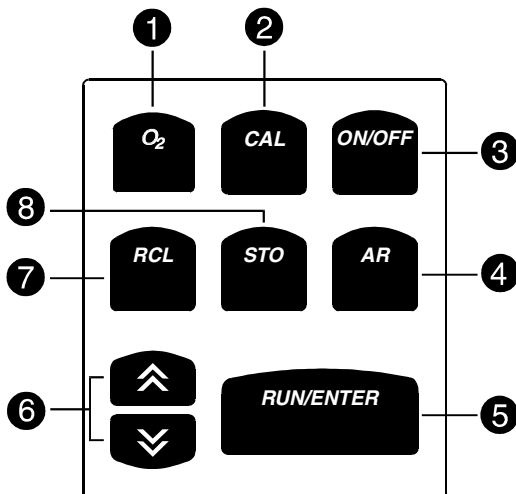 1 2
O₂ CAL ON/OFF 3
8
RCL STO AR
7 4
6 RUN/ENTER 5